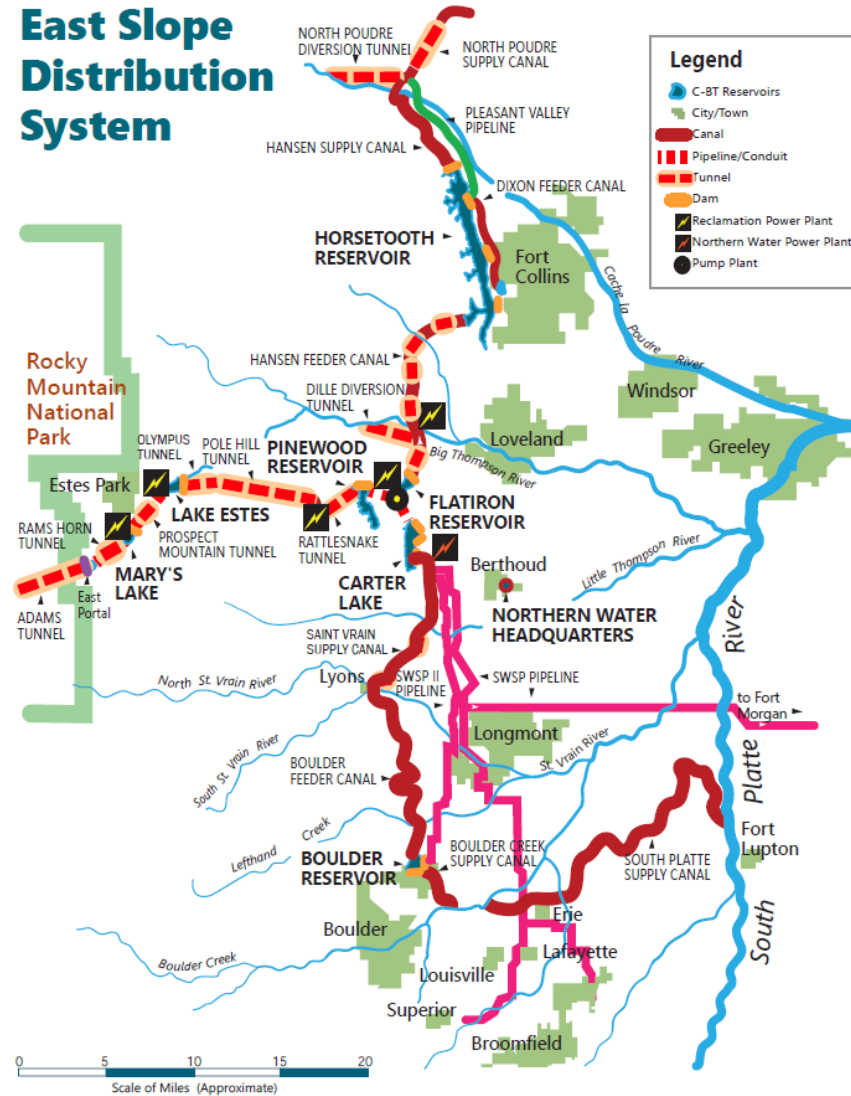 East Slope
Distribution
System
NORTH POUDRE
DIVERSION TUNNEL
NORTH POUDRE
SUPPLY CANAL
PLEASANT VALLEY
PIPELINE
HANSEN SUPPLY CANAL
DIXON FEEDER CANAL
HORSETOOTH
RESERVOIR
Fort
Collins
Legend
C-BT Reservoirs
City/Town
Canal
Pipeline/Conduit
Tunnel
Dam
Reclamation Power Plant
Northern Water Power Plant
Pump Plant
Cache la Poudre River
HANSEN FEEDER CANAL
Rocky
Mountain
National
Park
DILLE DIVERSION
TUNNEL
Windsor
Loveland
Greeley
Big Thompson River
OLYMPUS
TUNNEL
POLE HILL
TUNNEL
PINEWOOD
RESERVOIR
Estes Park
LAKE ESTES
FLATIRON
RESERVOIR
RAMS HORN
TUNNEL
PROSPECT
MOUNTAIN TUNNEL
RATTLESNAKE
TUNNEL
MARY'S
LAKE
East
Portal
ADAMS
TUNNEL
CARTER
LAKE
Berthoud
Little Thompson River
NORTHERN WATER
HEADQUARTERS
SAINT VRAIN
SUPPLY CANAL
North St. Vrain River
Lyons
SWSP II
PIPELINE
SWSP PIPELINE
to Fort
Morgan
Longmont
St. Vrain River
South St. Vrain River
BOULDER
FEEDER CANAL
Lefthand Creek
BOULDER
RESERVOIR
BOULDER CREEK
SUPPLY CANAL
SOUTH PLATTE
SUPPLY CANAL
Fort
Lupton
South Platte River
Boulder
Erie
Lafayette
Boulder Creek
Louisville
Superior
Broomfield
0 5 10 15 20
Scale of Miles (Approximate)